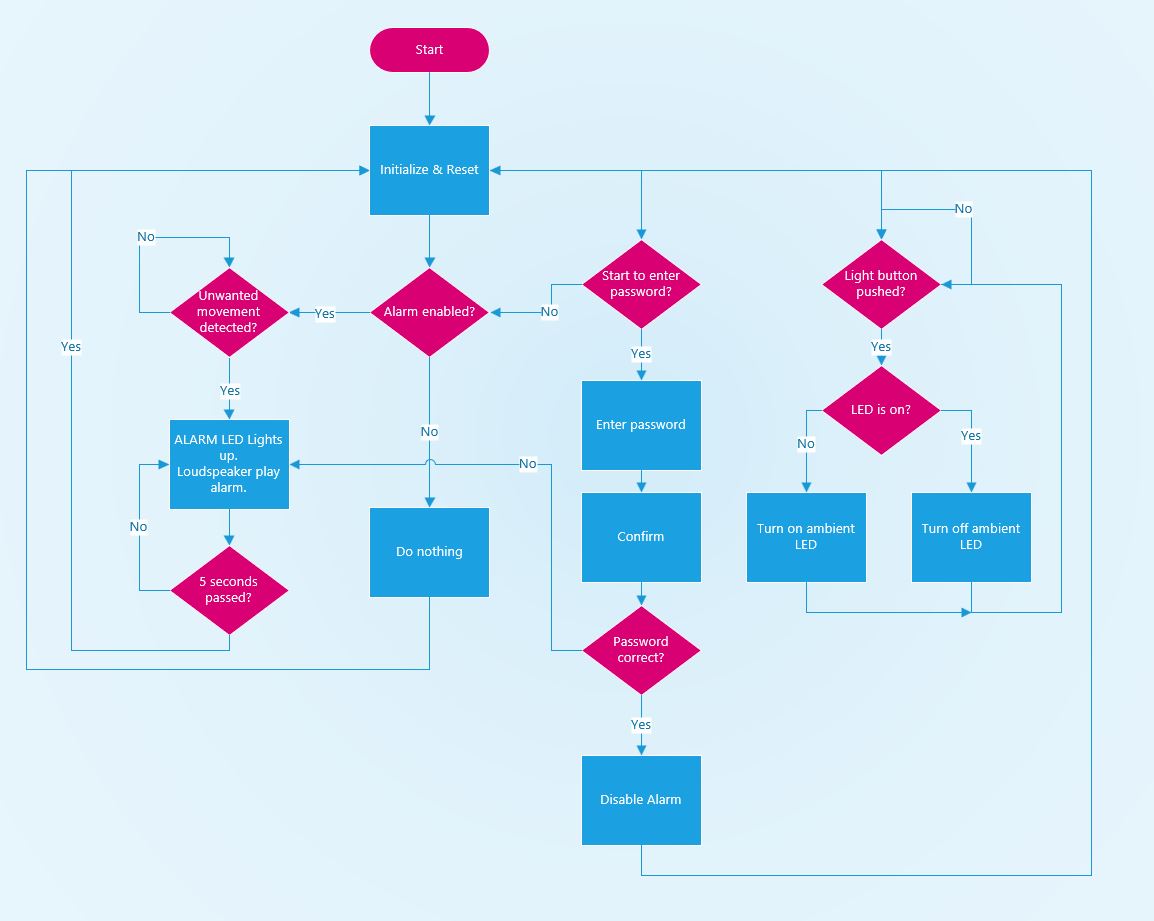 Start
Initialize & Reset
No
No
Unwanted
movement
detected?
Yes
Alarm enabled?
No
Start to enter
password?
Light button
pushed?
Yes
Yes
Yes
Yes
LED is on?
No
Yes
No
Enter password
ALARM LED Lights
up.
Loudspeaker play
alarm.
No
No
Do nothing
Confirm
Turn on ambient
LED
Turn off ambient
LED
5 seconds
passed?
Password
correct?
Yes
Disable Alarm